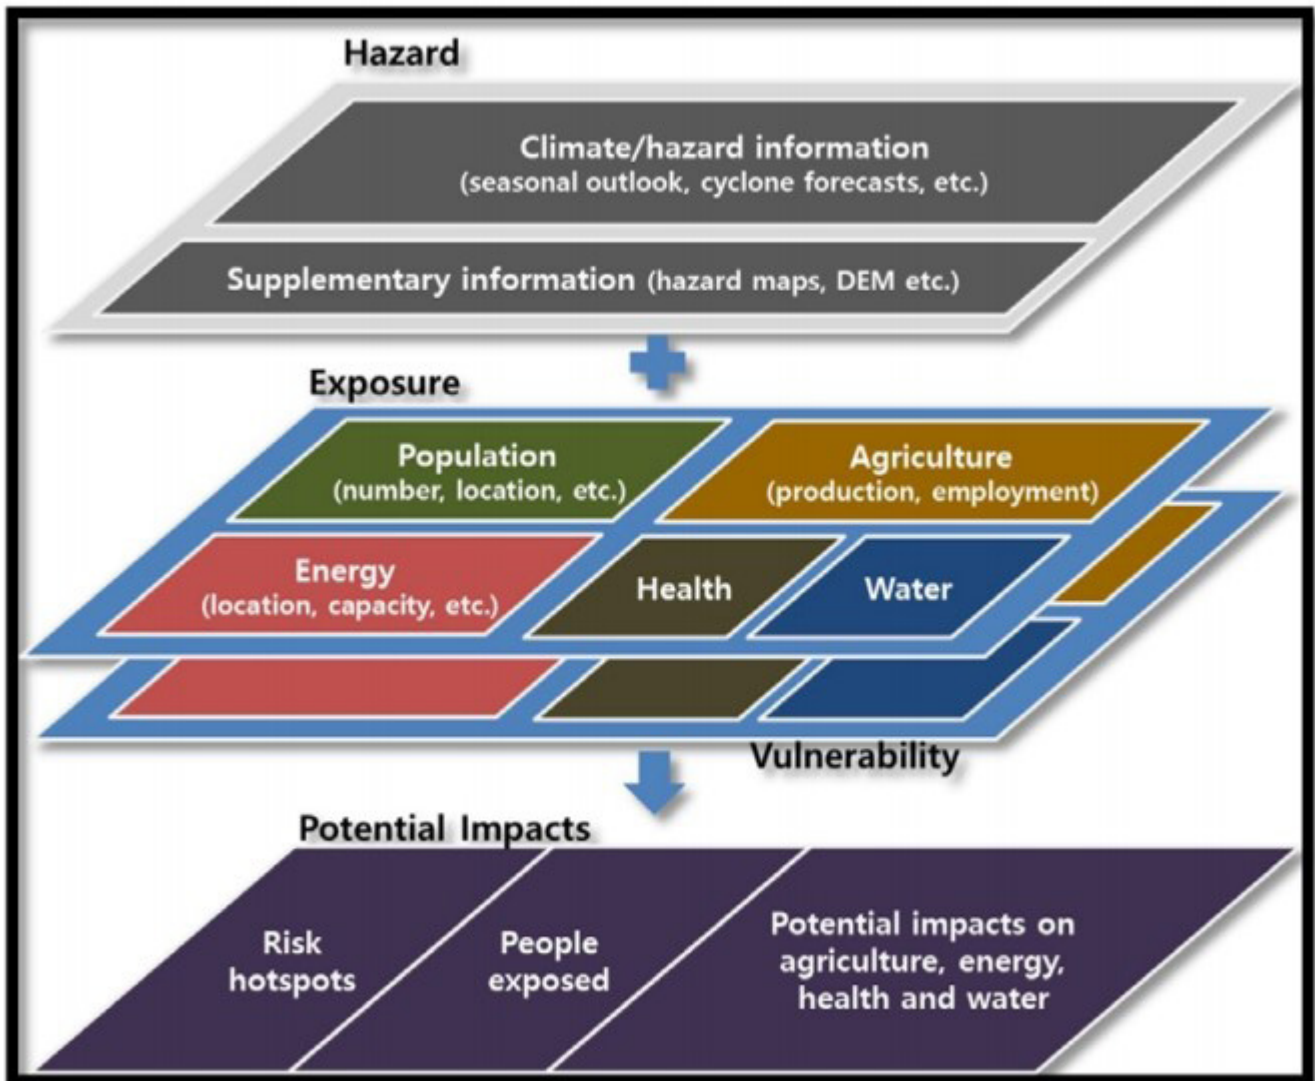 Hazard
Climate/hazard information
(seasonal outlook, cyclone forecasts, etc.)
Supplementary information (hazard maps, DEM etc.)
Exposure
Population
(number, location, etc.)
Agriculture
(production, employment)
Energy
(location, capacity, etc.)
Health
Water
Vulnerability
Potential Impacts
Risk
hotspots
People
exposed
Potential impacts on
agriculture, energy,
health and water